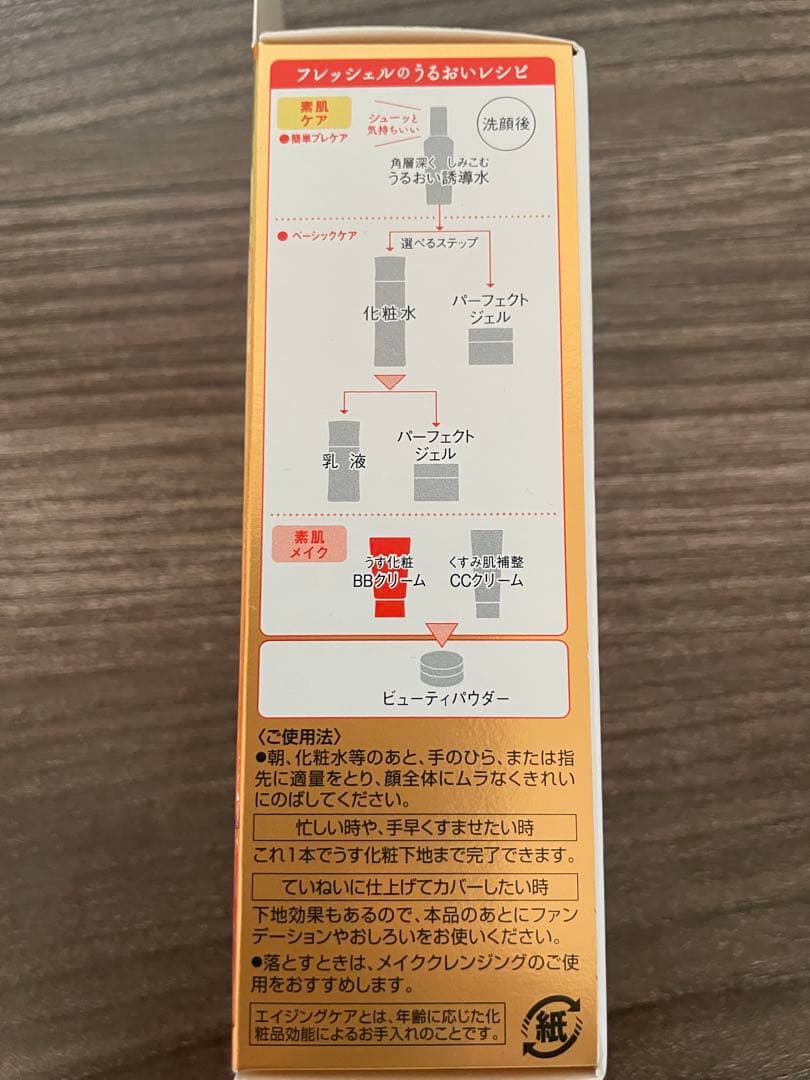 フレッシェルのうるおいレシピ
素肌
ケア
●簡単プレケア
シューッと
気持ちいい
洗顔後
角層深く しみこむ
うるおい誘導水
●ベーシックケア
選べるステップ
化粧水
パーフェクト
ジェル
乳 液
パーフェクト
ジェル
素肌
メイク
うす化粧
BBクリーム
くすみ肌補整
CCクリーム
ビューティパウダー
〈ご使用法〉
●朝、化粧水等のあと、手のひら、または指
先に適量をとり、顔全体にムラなくきれい
にのばしてください。
忙しい時や、手早くすませたい時
これ1本でうす化粧下地まで完了できます。
ていねいに仕上げてカバーしたい時
下地効果もあるので、本品のあとにファン
デーションやおしろいをお使いください。
●落とすときは、メイククレンジングのご使
用をおすすめします。
エイジングケアとは、年齢に応じた化
粧品効能によるお手入れのことです。
紙